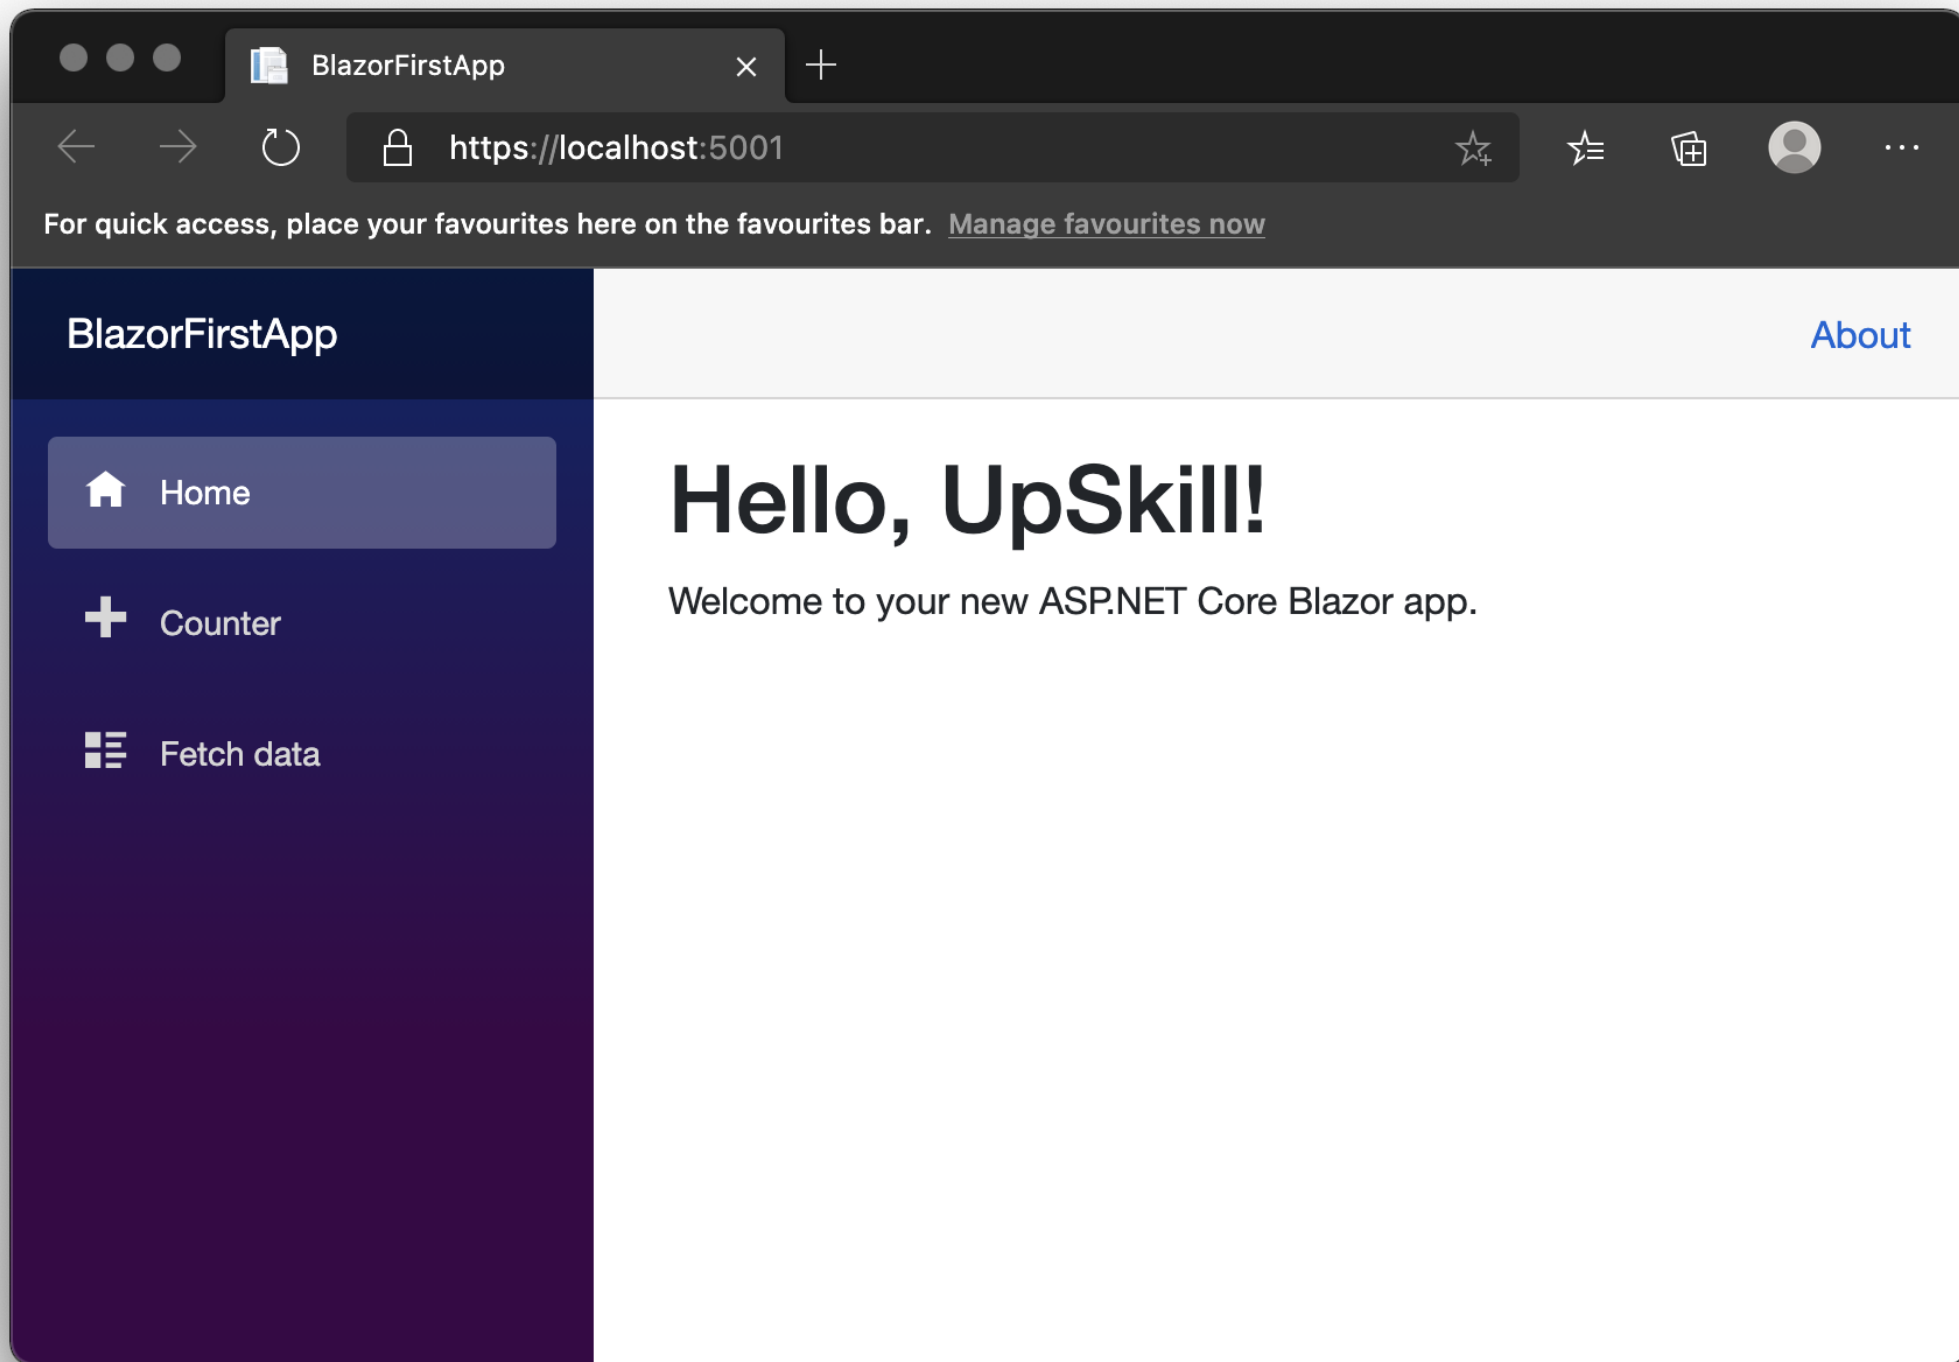 BlazorFirstApp
https://localhost:5001
For quick access, place your favourites here on the favourites bar. Manage favourites now
BlazorFirstApp
About
Home
Counter
Fetch data
Hello, UpSkill!
Welcome to your new ASP.NET Core Blazor app.